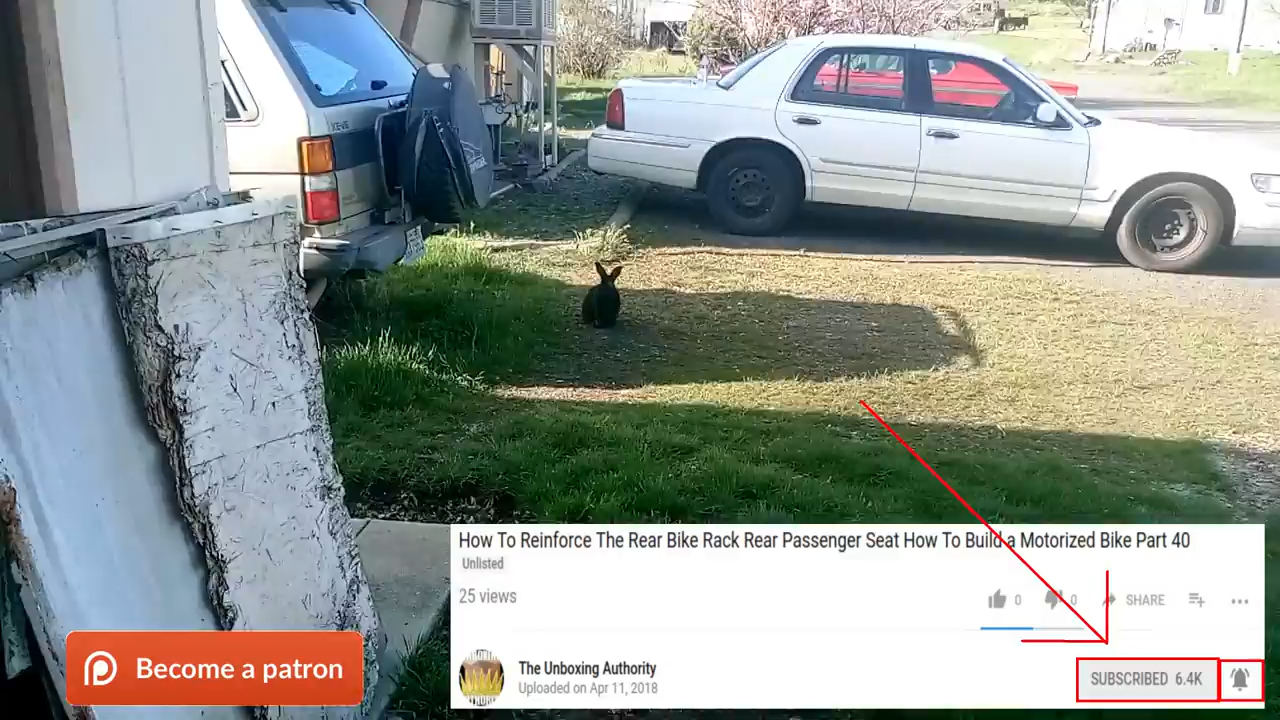 How To Reinforce The Rear Bike Rack Rear Passenger Seat How To Build a Motorized Bike Part 40
Unlisted
25 views
0 0 SHARE
The Unboxing Authority
Uploaded on Apr 11, 2018
SUBSCRIBED 6.4K
Become a patron